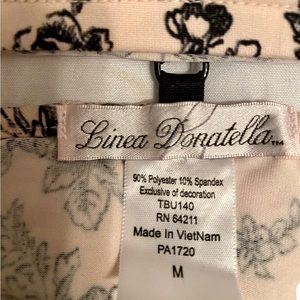 Linea Donatella™
90% Polyester 10% Spandex
Exclusive of decoration
TBU140
RN 64211
Made In VietNam
PA1720
M